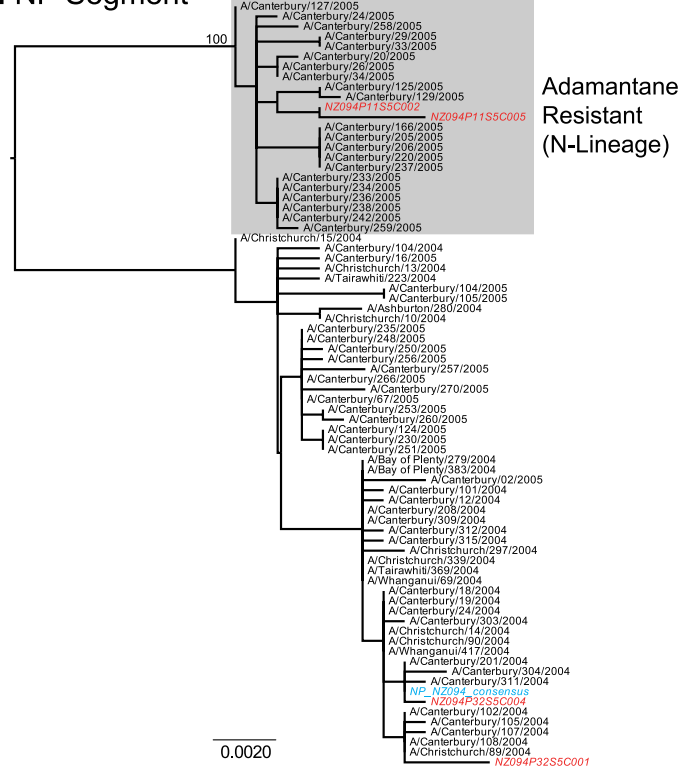 NP Segment
A/Canterbury/127/2005
A/Canterbury/24/2005
A/Canterbury/258/2005
A/Canterbury/29/2005
A/Canterbury/33/2005
100
A/Canterbury/20/2005
A/Canterbury/26/2005
A/Canterbury/34/2005
A/Canterbury/125/2005
A/Canterbury/129/2005
NZ094P11S5C002
NZ094P11S5C005
A/Canterbury/166/2005
A/Canterbury/205/2005
A/Canterbury/206/2005
A/Canterbury/220/2005
A/Canterbury/237/2005
A/Canterbury/233/2005
A/Canterbury/234/2005
A/Canterbury/236/2005
A/Canterbury/238/2005
A/Canterbury/242/2005
A/Canterbury/259/2005
Adamantane
Resistant
(N-Lineage)
A/Christchurch/15/2004
A/Canterbury/104/2004
A/Canterbury/16/2005
A/Christchurch/13/2004
A/Tairawhiti/223/2004
A/Canterbury/104/2005
A/Canterbury/105/2005
A/Ashburton/280/2004
A/Christchurch/10/2004
A/Canterbury/235/2005
A/Canterbury/248/2005
A/Canterbury/250/2005
A/Canterbury/256/2005
A/Canterbury/257/2005
A/Canterbury/266/2005
A/Canterbury/270/2005
A/Canterbury/67/2005
A/Canterbury/253/2005
A/Canterbury/260/2005
A/Canterbury/124/2005
A/Canterbury/230/2005
A/Canterbury/251/2005
A/Bay of Plenty/279/2004
A/Bay of Plenty/383/2004
A/Canterbury/02/2005
A/Canterbury/101/2004
A/Canterbury/12/2004
A/Canterbury/208/2004
A/Canterbury/309/2004
A/Canterbury/312/2004
A/Canterbury/315/2004
A/Christchurch/297/2004
A/Christchurch/339/2004
A/Tairawhiti/369/2004
A/Whanganui/69/2004
A/Canterbury/18/2004
A/Canterbury/19/2004
A/Canterbury/24/2004
A/Canterbury/303/2004
A/Christchurch/14/2004
A/Christchurch/90/2004
A/Whanganui/417/2004
A/Canterbury/201/2004
A/Canterbury/304/2004
A/Canterbury/311/2004
NP_NZ094_consensus
NZ094P32S5C004
A/Canterbury/102/2004
A/Canterbury/105/2004
A/Canterbury/107/2004
A/Canterbury/108/2004
A/Christchurch/89/2004
NZ094P32S5C001
0.0020